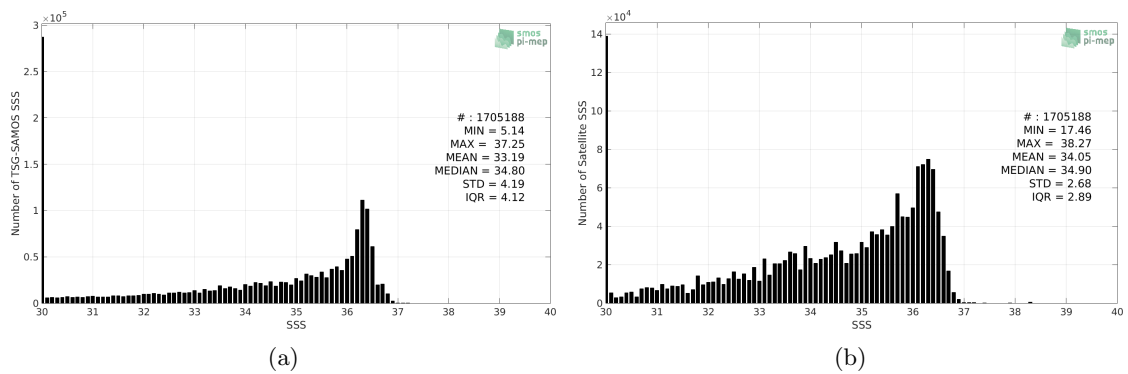 ×10⁵
3
2.5
2
1.5
1
0.5
0
Number of TSG-SAMOS SSS
smos
pi-mep
# : 1705188
MIN = 5.14
MAX = 37.25
MEAN = 33.19
MEDIAN = 34.80
STD = 4.19
IQR = 4.12
30 31 32 33 34 35 36 37 38 39 40
SSS
(a)
×10⁴
14
12
10
8
6
4
2
0
Number of Satellite SSS
smos
pi-mep
# : 1705188
MIN = 17.46
MAX = 38.27
MEAN = 34.05
MEDIAN = 34.90
STD = 2.68
IQR = 2.89
30 31 32 33 34 35 36 37 38 39 40
SSS
(b)